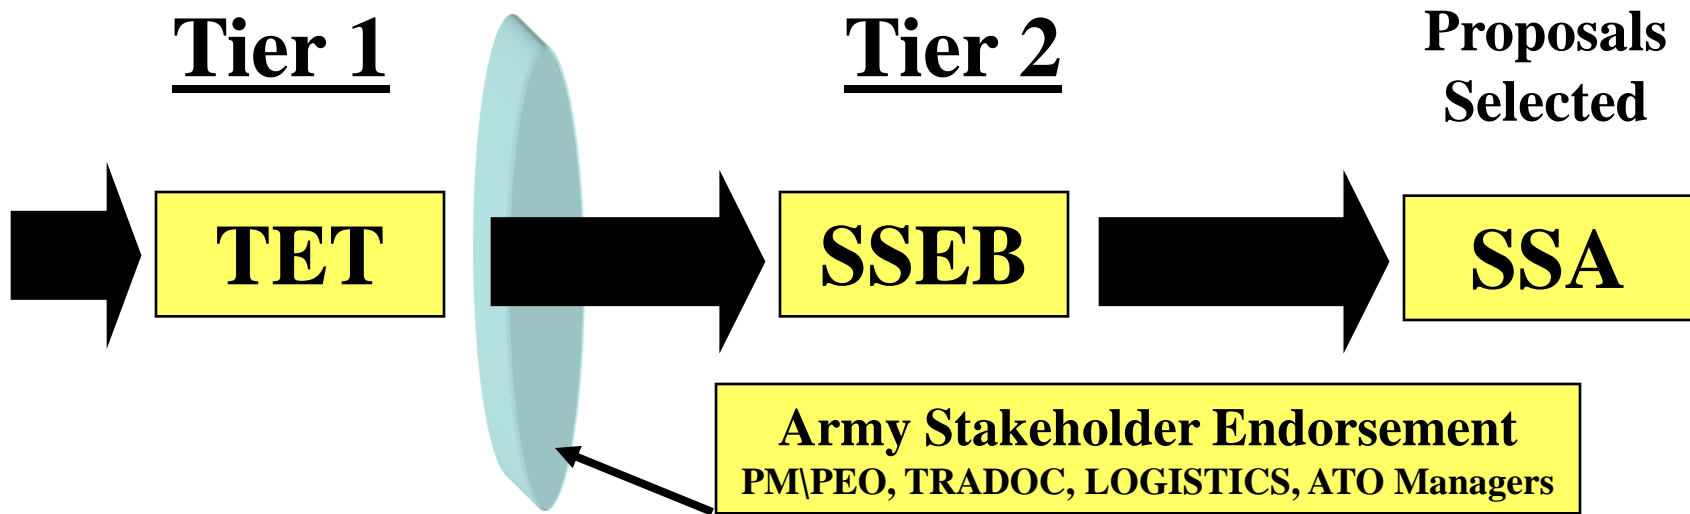 Tier 1
Tier 2
Proposals
Selected
TET
SSEB
SSA
Army Stakeholder Endorsement
PM\PEO, TRADOC, LOGISTICS, ATO Managers